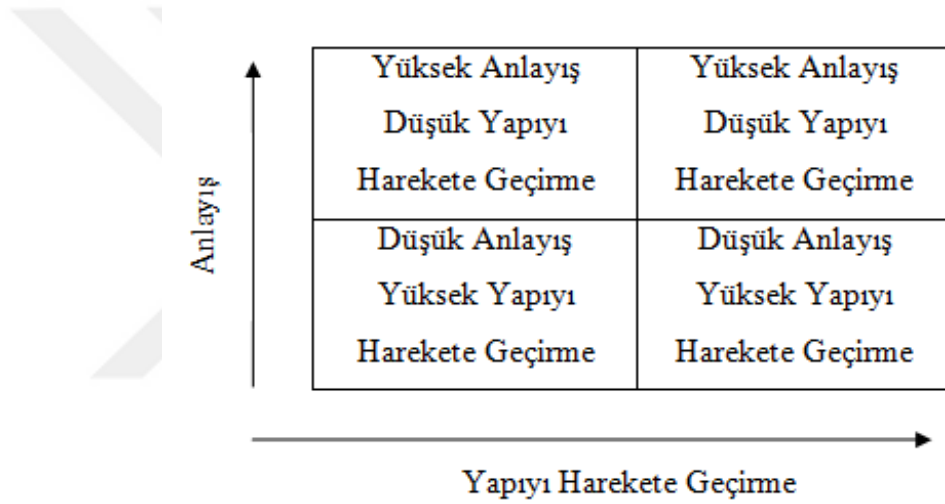 Yüksek Anlayış
Düşük Yapıyı
Harekete Geçirme
Yüksek Anlayış
Düşük Yapıyı
Harekete Geçirme
Anlayış
Düşük Anlayış
Yüksek Yapıyı
Harekete Geçirme
Düşük Anlayış
Yüksek Yapıyı
Harekete Geçirme
Yapıyı Harekete Geçirme